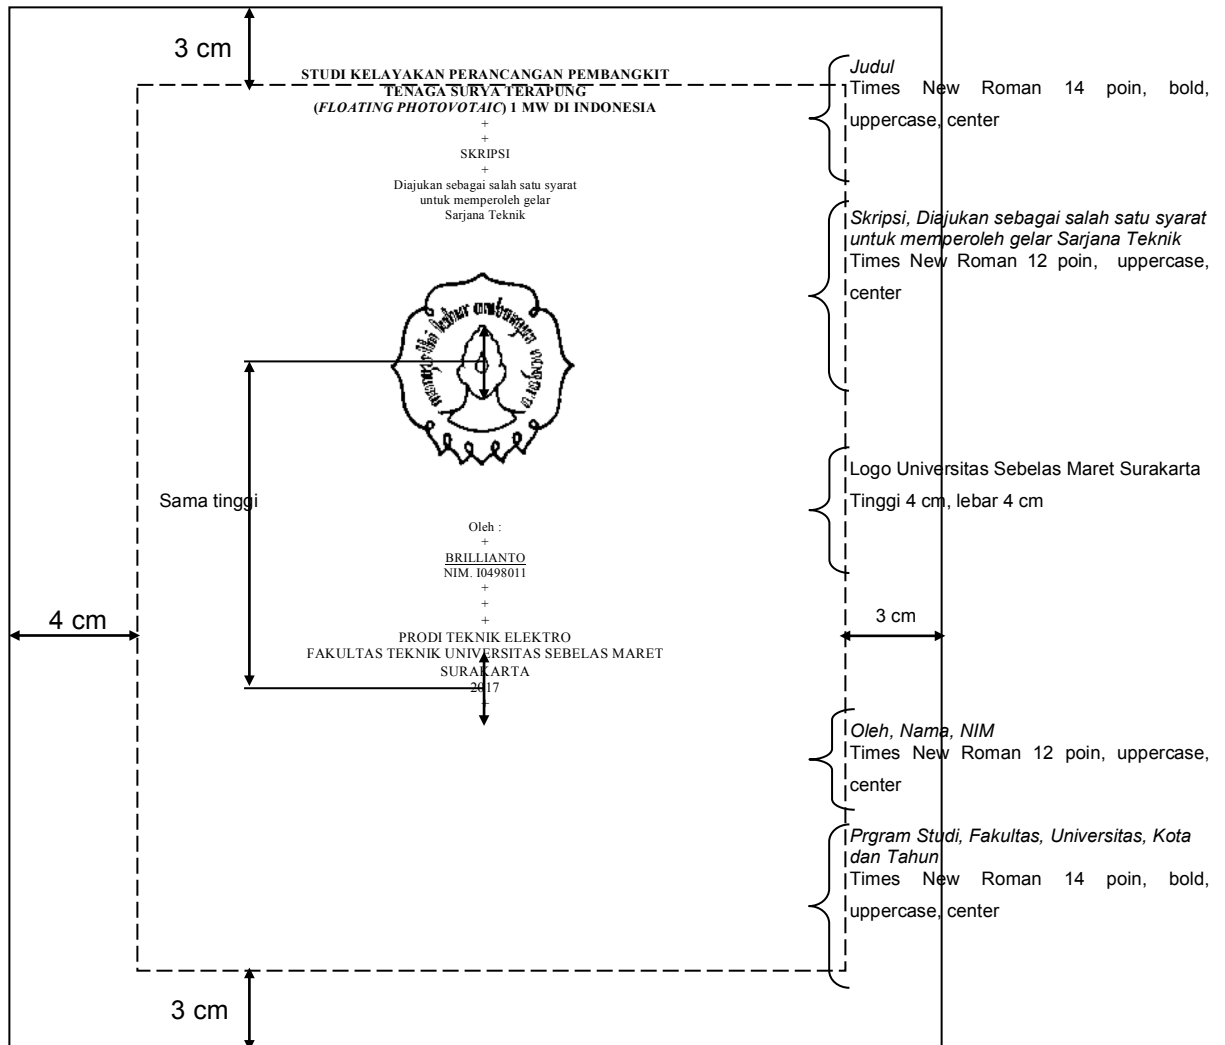 3 cm
STUDI KELAYAKAN PERANCANGAN PEMBANGKIT
TENAGA SURYA TERAPUNG
(FLOATING PHOTOVOTAIC) 1 MW DI INDONESIA
+
+
SKRIPSI
+
Diajukan sebagai salah satu syarat
untuk memperoleh gelar
Sarjana Teknik
Sama tinggi
Oleh :
+
BRILLIANTO
NIM. I0498011
+
+
+
PRODI TEKNIK ELEKTRO
FAKULTAS TEKNIK UNIVERSITAS SEBELAS MARET
SURAKARTA
2017
+
4 cm
3 cm
3 cm
Judul
Times New Roman 14 poin, bold,
uppercase, center
Skripsi, Diajukan sebagai salah satu syarat
untuk memperoleh gelar Sarjana Teknik
Times New Roman 12 poin, uppercase,
center
Logo Universitas Sebelas Maret Surakarta
Tinggi 4 cm, lebar 4 cm
Oleh, Nama, NIM
Times New Roman 12 poin, uppercase,
center
Prgram Studi, Fakultas, Universitas, Kota
dan Tahun
Times New Roman 14 poin, bold,
uppercase, center